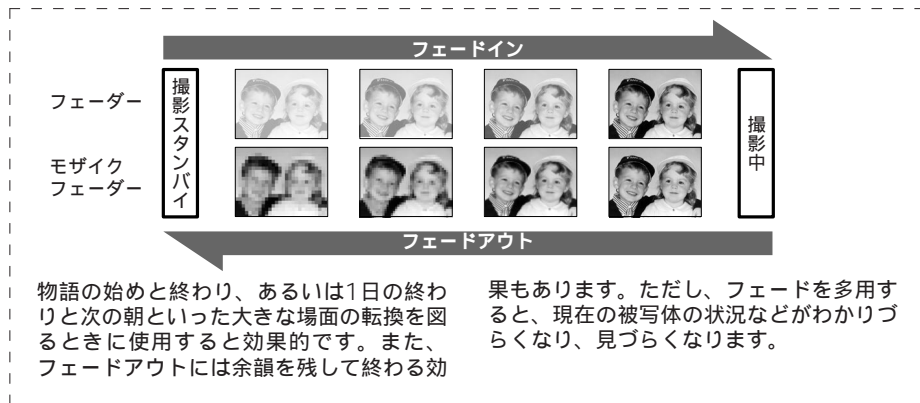 フェードイン
フェーダー
撮影スタンバイ
撮影中
モザイク
フェーダー
フェードアウト
物語の始めと終わり、あるいは1日の終わ
りと次の朝といった大きな場面の転換を図
るときに使用すると効果的です。また、
フェードアウトには余韻を残して終わる効
果もあります。ただし、フェードを多用す
ると、現在の被写体の状況などがわかりづ
らくなり、見づらくなります。